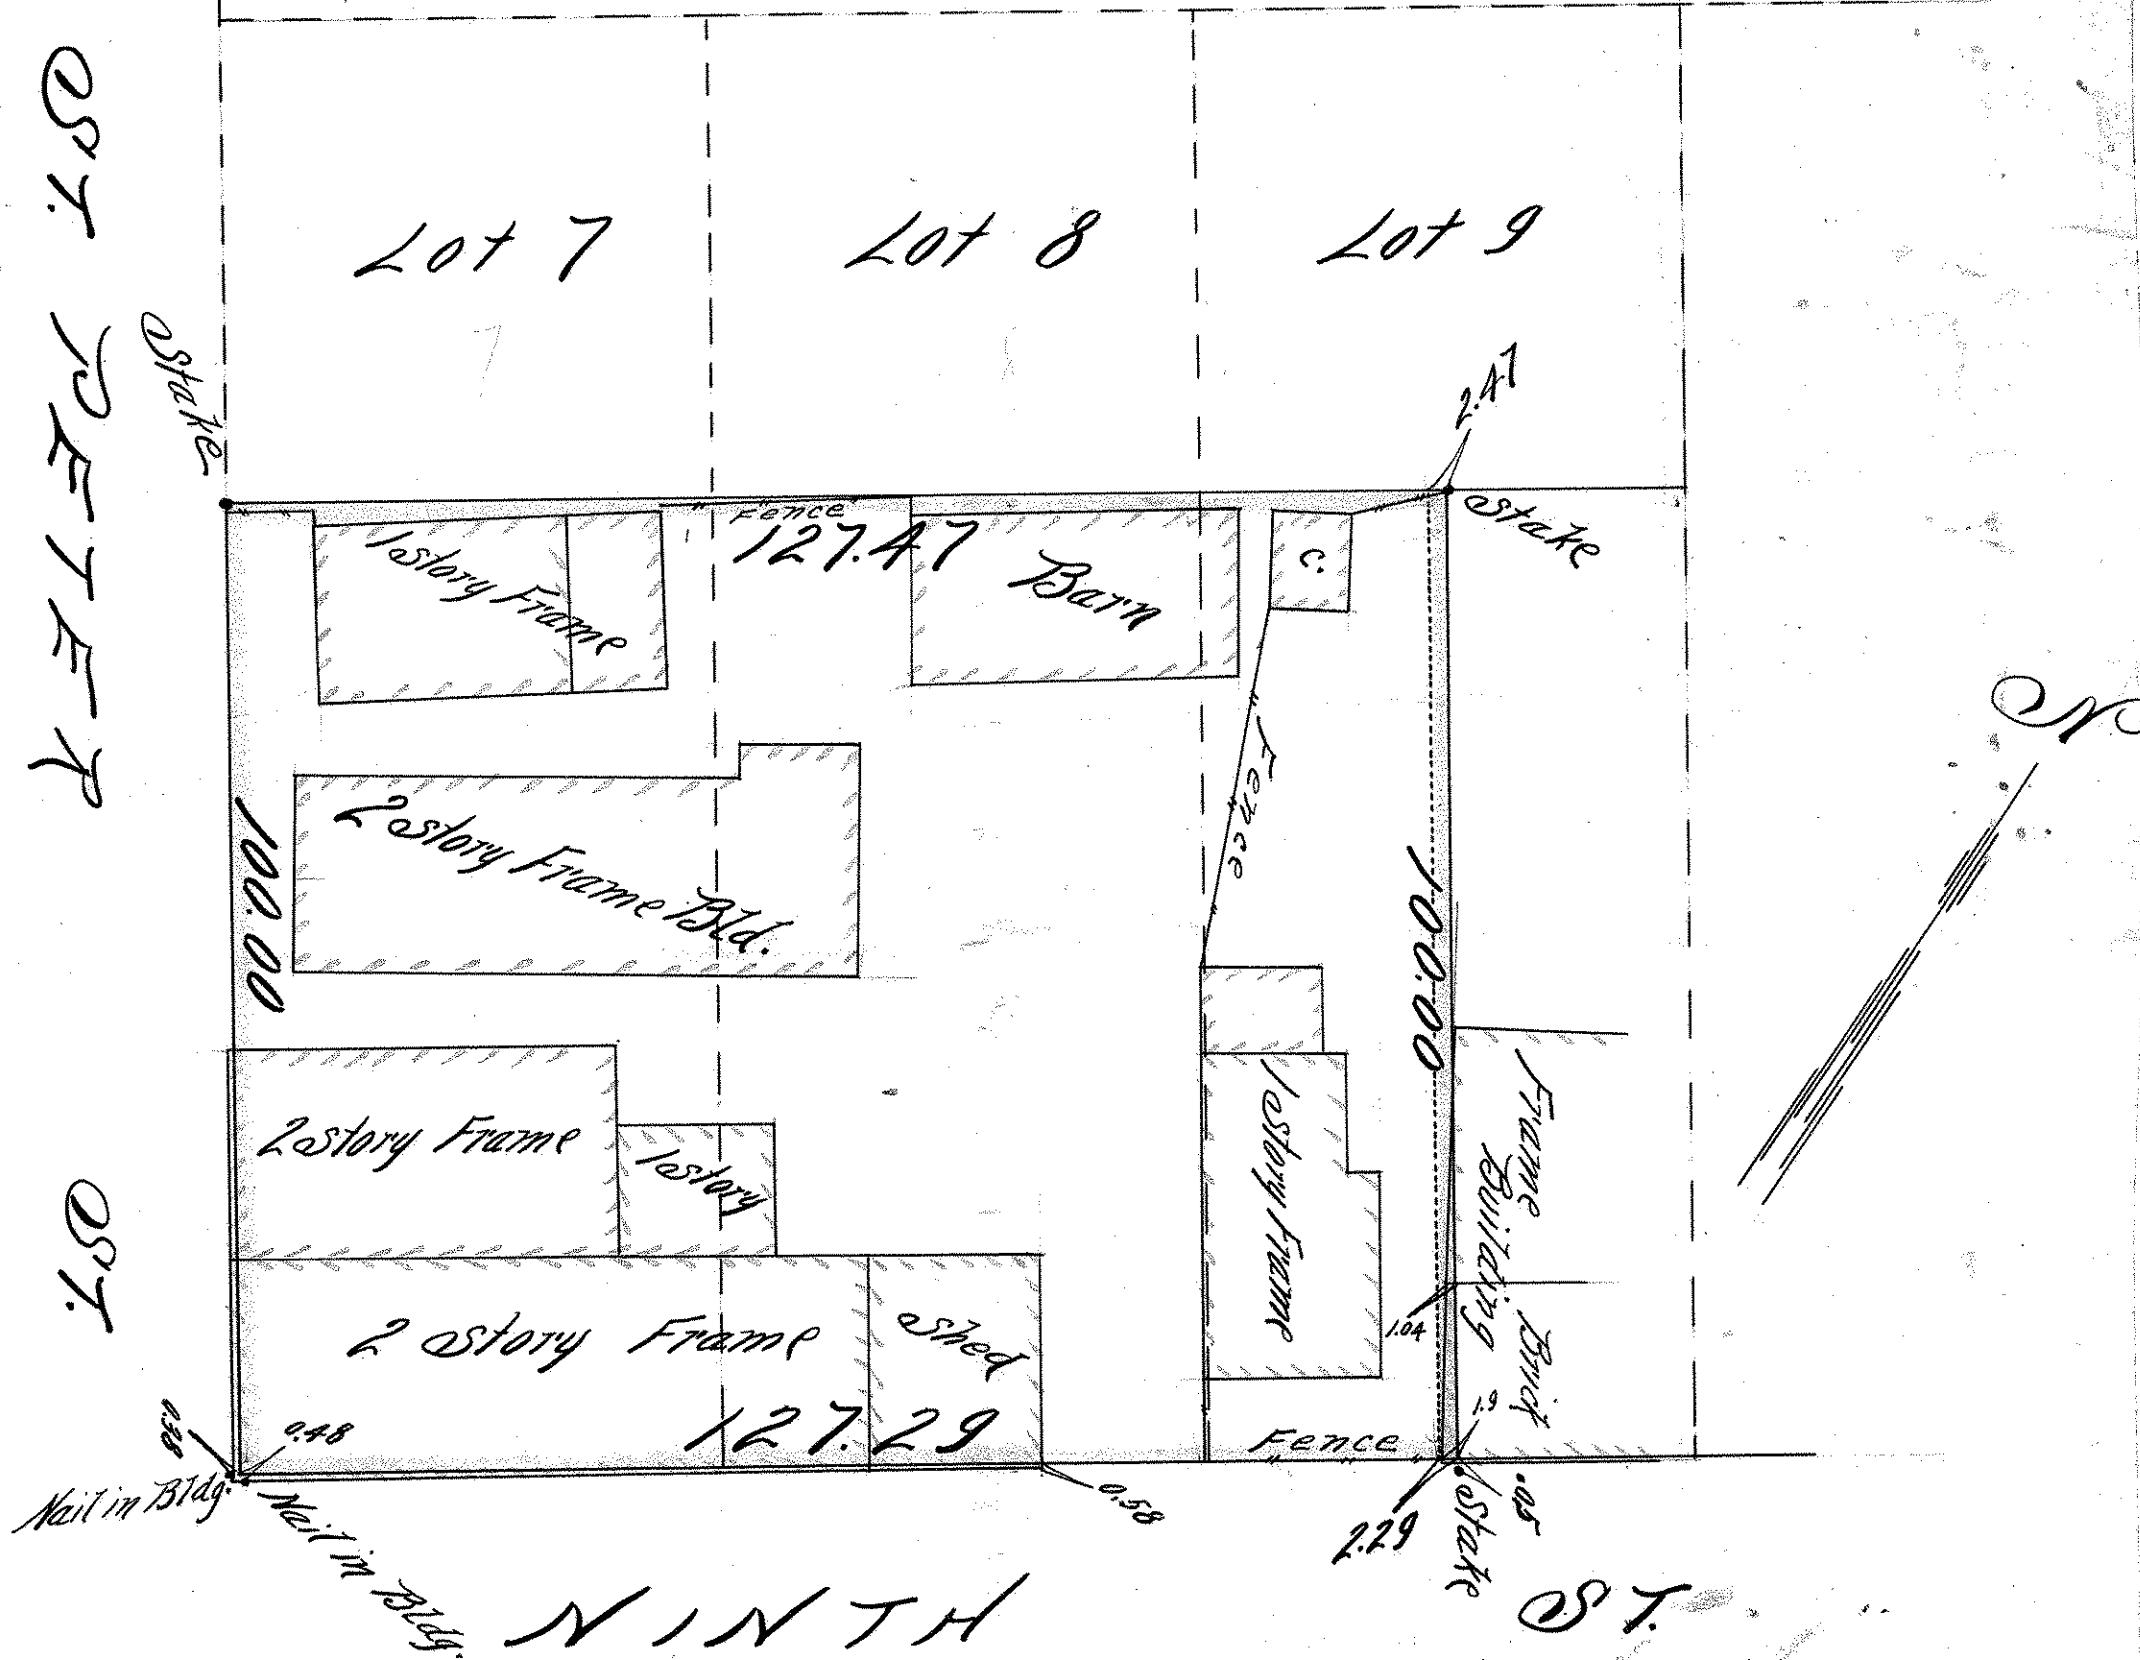 ST. PETER ST.
Lot 7
Lot 8
Lot 9
Stake
2.47
Stake
Fence
127.47
1 Story Frame
Barn
C.
Fence
2 Story Frame Bld.
100.00
100.00
2 Story Frame
1 Story
1 Story Frame
Frame
Building
1.04
2 Story Frame
Shed
127.29
Fence
1.9
0.38
0.48
Nail in Bldg.
Nail in Bldg.
0.58
2.29
Stake
.05
NINTH ST.
N